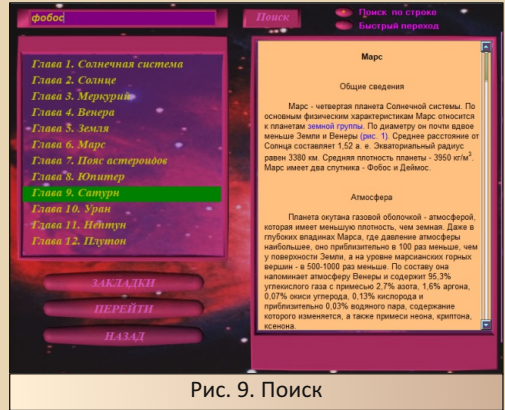 фобос
Поиск
Поиск по строке
Быстрый переход
Глава 1. Солнечная система
Глава 2. Солнце
Глава 3. Меркурий
Глава 4. Венера
Глава 5. Земля
Глава 6. Марс
Глава 7. Пояс астероидов
Глава 8. Юпитер
Глава 9. Сатурн
Глава 10. Уран
Глава 11. Нептун
Глава 12. Плутон
ЗАКЛАДКИ
ПЕРЕЙТИ
НАЗАД
Марс
Общие сведения
Марс - четвертая планета Солнечной системы. По
основным физическим характеристикам Марс относится
к планетам земной группы. По диаметру он почти вдвое
меньше Земли и Венеры (рис. 1). Среднее расстояние от
Солнца составляет 1,52 а. е. Экваториальный радиус
равен 3380 км. Средняя плотность планеты - 3950 кг/м³.
Марс имеет два спутника - Фобос и Деймос.
Атмосфера
Планета окутана газовой оболочкой - атмосферой,
которая имеет меньшую плотность, чем земная. Даже в
глубоких впадинах Марса, где давление атмосферы
наибольшее, оно приблизительно в 100 раз меньше, чем
у поверхности Земли, а на уровне марсианских горных
вершин - в 500-1000 раз меньше. По составу она
напоминает атмосферу Венеры и содержит 95,3%
углекислого газа с примесью 2,7% азота, 1,6% аргона,
0,07% окиси углерода, 0,13% кислорода и
приблизительно 0,03% водяного пара, содержание
которого изменяется, а также примеси неона, криптона,
ксенона.
Рис. 9. Поиск